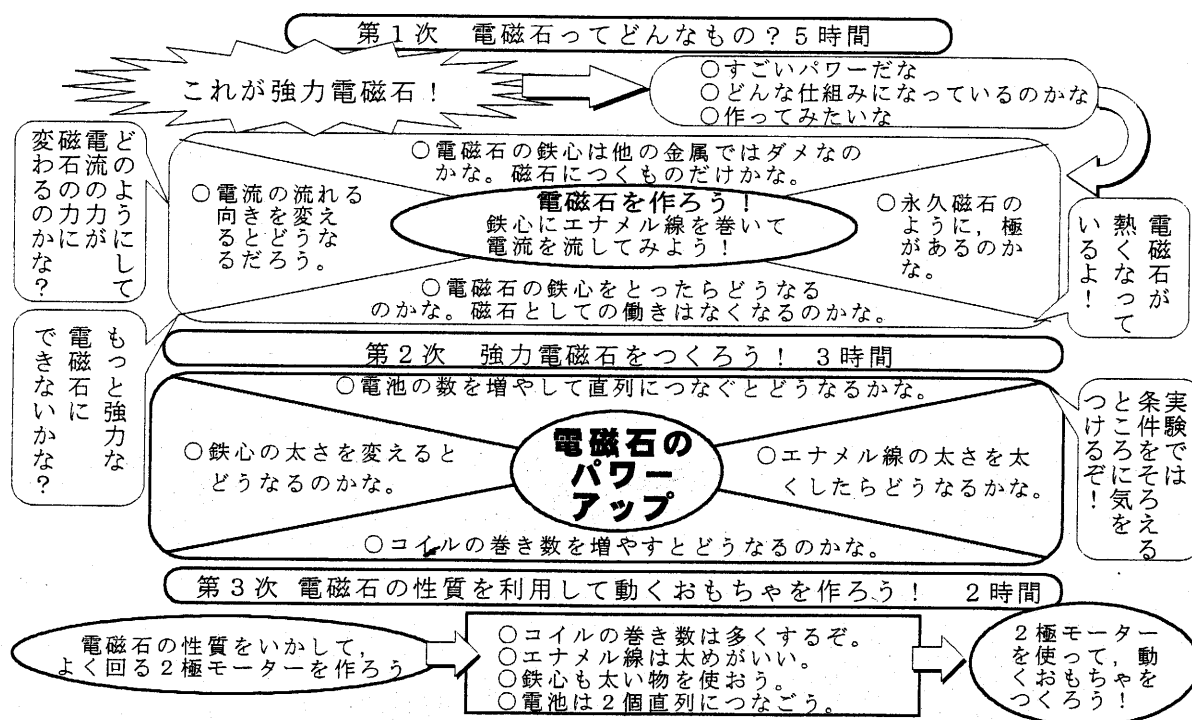 第１次　電磁石ってどんなもの？５時間
これが強力電磁石！
○すごいパワーだな
○どんな仕組みになっているのかな
○作ってみたいな
どのようにして
電流の力が
磁石の力に
変わるのかな？
○電磁石の鉄心は他の金属ではダメなの
かな。磁石につくものだけかな。
○電流の流れる
向きを変え
るとどうな
るだろう。
電磁石を作ろう！
鉄心にエナメル線を巻いて
電流を流してみよう！
○永久磁石の
ように，極
があるのか
な。
電磁石が
熱くなって
いるよ！
○電磁石の鉄心をとったらどうなる
のかな。磁石としての働きはなくなるのかな。
もっと強力な
電磁石に
できないかな？
第２次　強力電磁石をつくろう！　３時間
○電池の数を増やして直列につなぐとどうなるかな。
○鉄心の太さを変えると
どうなるのかな。
電磁石の
パワー
アップ
○エナメル線の太さを太
くしたらどうなるかな。
実験では
条件をそろえる
ところに気を
つけるぞ！
○コイルの巻き数を増やすとどうなるのかな。
第３次　電磁石の性質を利用して動くおもちゃを作ろう！　２時間
電磁石の性質をいかして，
よく回る２極モーターを作ろう
○コイルの巻き数は多くするぞ。
○エナメル線は太めがいい。
○鉄心も太い物を使おう。
○電池は２個直列につなごう。
２極モーター
を使って，動
くおもちゃを
つくろう！